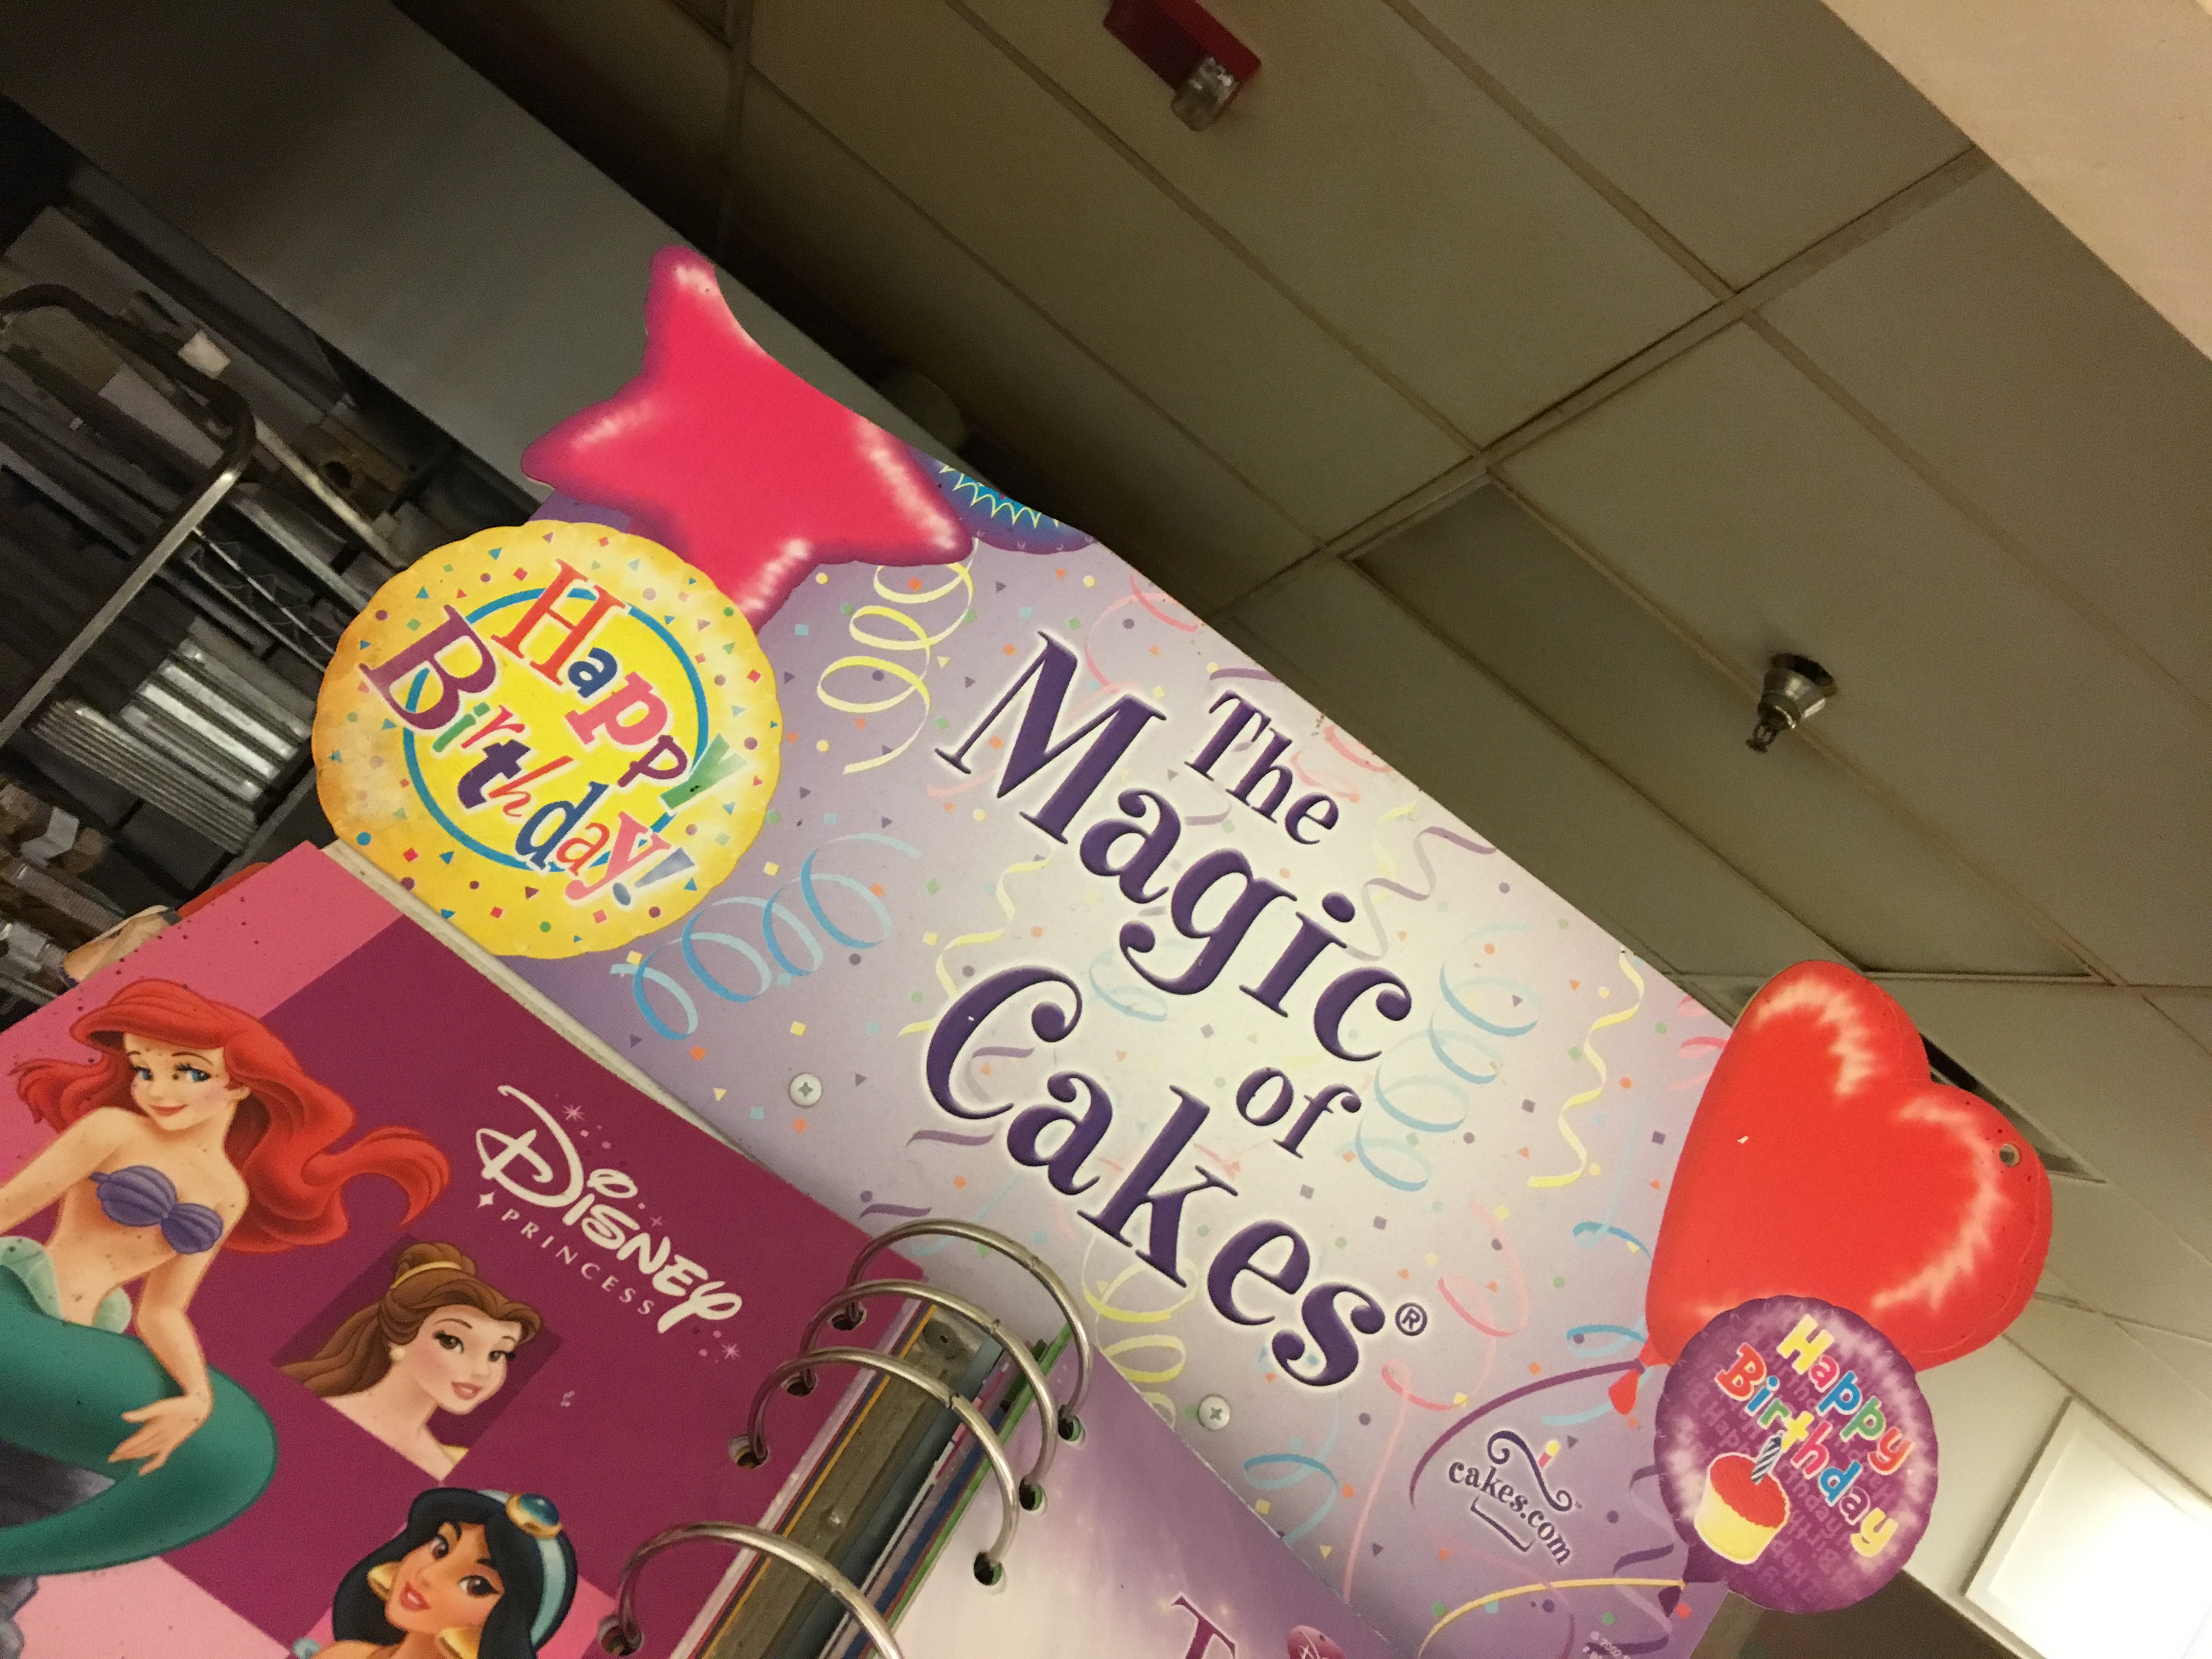 Happy
Birthday!
The
Magic
of
Cakes®
cakes.com
Happy
Birthday
Disney
PRINCESS